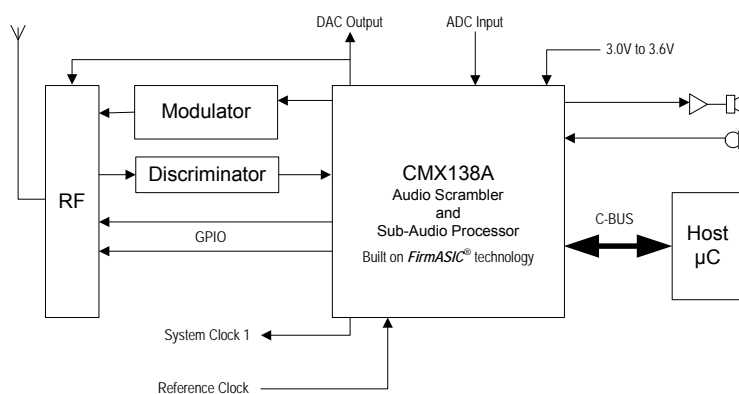 DAC Output
ADC Input
3.0V to 3.6V
Modulator
Discriminator
RF
GPIO
CMX138A
Audio Scrambler
and
Sub-Audio Processor
Built on FirmASIC® technology
C-BUS
Host
µC
System Clock 1
Reference Clock